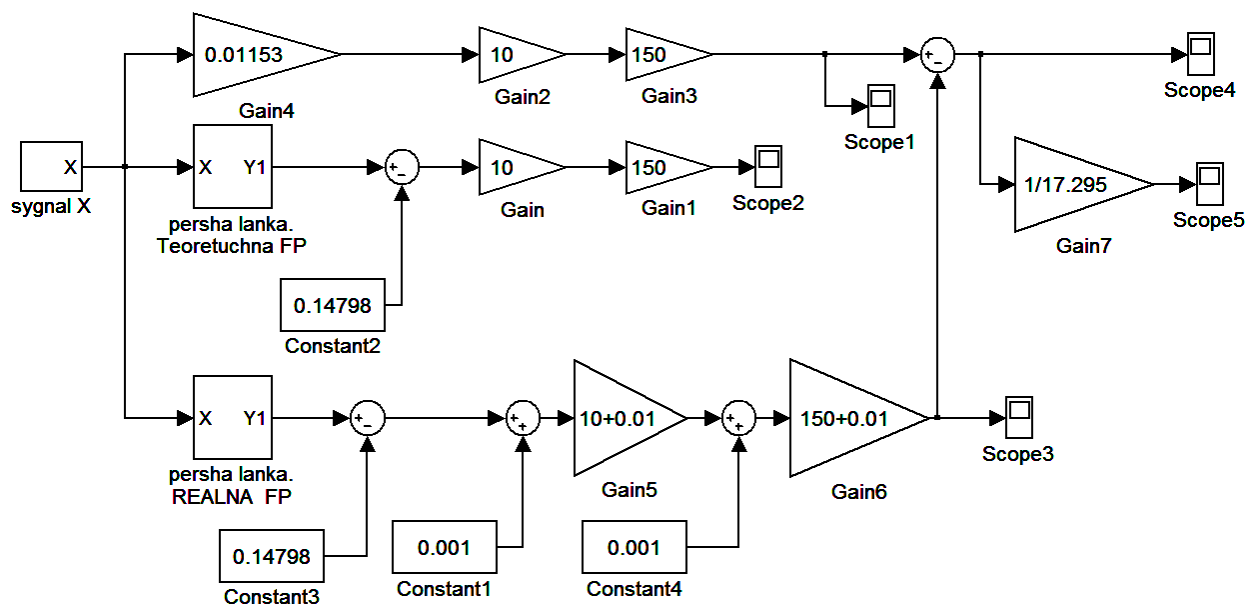 0.01153
Gain4
10
Gain2
150
Gain3
+
−
Scope1
Scope4
X
sygnal X
X Y1
persha lanka.
Teoretuchna FP
+
−
10
Gain
150
Gain1
Scope2
1/17.295
Gain7
Scope5
0.14798
Constant2
X Y1
persha lanka.
REALNA FP
+
−
+
+
10+0.01
Gain5
+
+
150+0.01
Gain6
Scope3
0.14798
Constant3
0.001
Constant1
0.001
Constant4